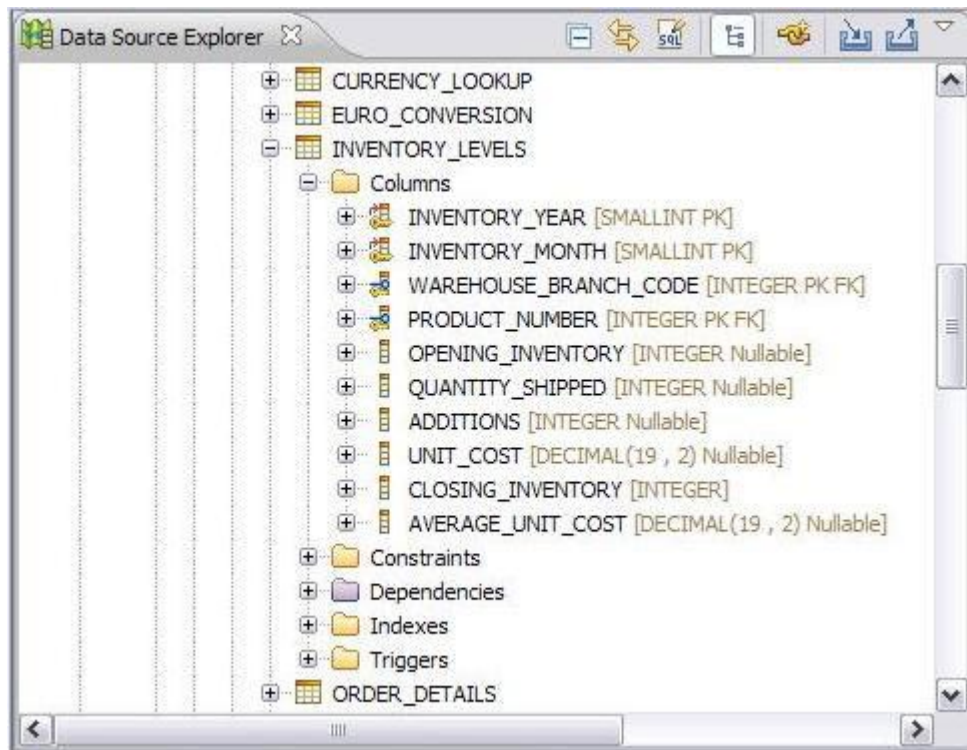 Data Source Explorer
SQL
CURRENCY_LOOKUP
EURO_CONVERSION
INVENTORY_LEVELS
Columns
INVENTORY_YEAR [SMALLINT PK]
INVENTORY_MONTH [SMALLINT PK]
WAREHOUSE_BRANCH_CODE [INTEGER PK FK]
PRODUCT_NUMBER [INTEGER PK FK]
OPENING_INVENTORY [INTEGER Nullable]
QUANTITY_SHIPPED [INTEGER Nullable]
ADDITIONS [INTEGER Nullable]
UNIT_COST [DECIMAL(19 , 2) Nullable]
CLOSING_INVENTORY [INTEGER]
AVERAGE_UNIT_COST [DECIMAL(19 , 2) Nullable]
Constraints
Dependencies
Indexes
Triggers
ORDER_DETAILS